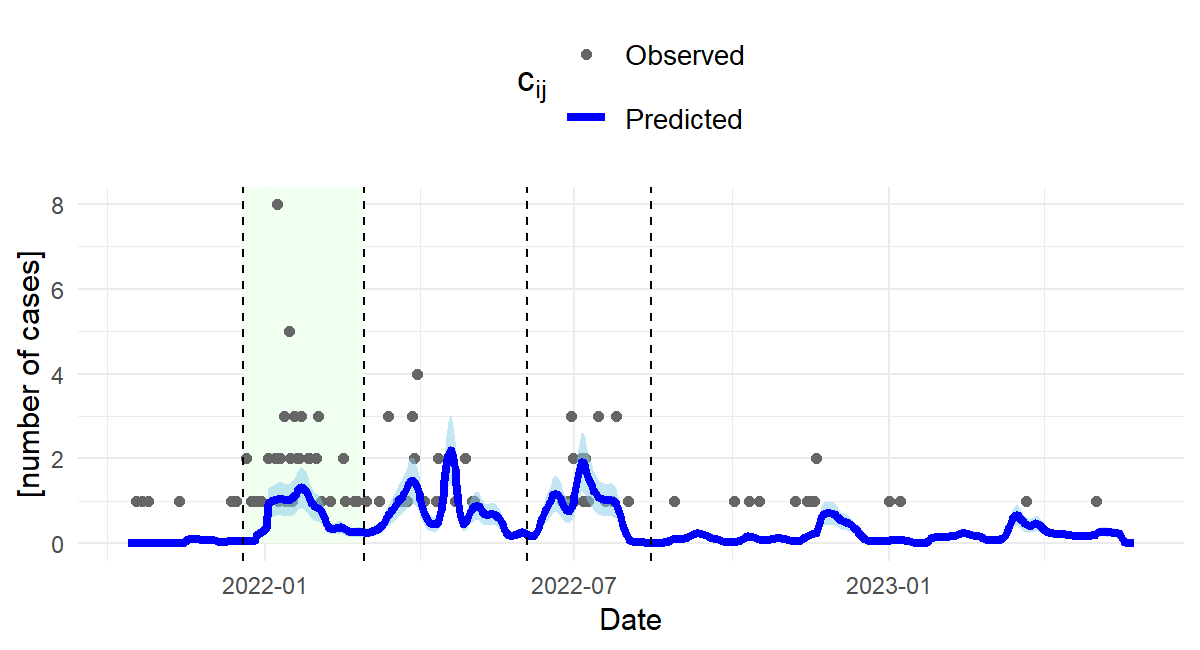 Observed
c_ij
Predicted
[number of cases]
8
6
4
2
0
2022-01 2022-07 2023-01
Date